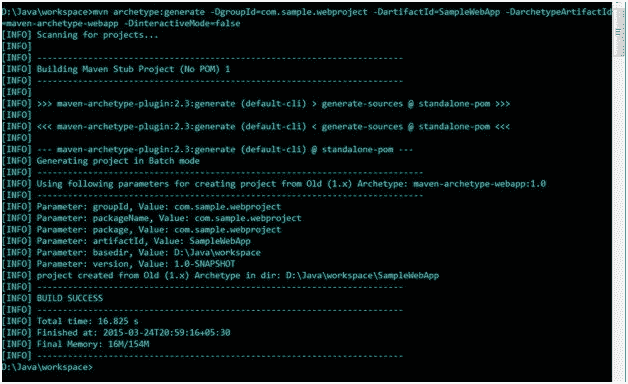 D:\Java\workspace>mvn archetype:generate -DgroupId=com.sample.webproject -DartifactId=SampleWebApp -DarchetypeArtifactId
=maven-archetype-webapp -DinteractiveMode=false
[INFO] Scanning for projects...
[INFO]
[INFO] ------------------------------------------------------------------------
[INFO] Building Maven Stub Project (No POM) 1
[INFO] ------------------------------------------------------------------------
[INFO]
[INFO] >>> maven-archetype-plugin:2.3:generate (default-cli) > generate-sources @ standalone-pom >>>
[INFO]
[INFO] <<< maven-archetype-plugin:2.3:generate (default-cli) < generate-sources @ standalone-pom <<<
[INFO]
[INFO] --- maven-archetype-plugin:2.3:generate (default-cli) @ standalone-pom ---
[INFO] Generating project in Batch mode
[INFO] ----------------------------------------------------------------------------
[INFO] Using following parameters for creating project from Old (1.x) Archetype: maven-archetype-webapp:1.0
[INFO] ----------------------------------------------------------------------------
[INFO] Parameter: groupId, Value: com.sample.webproject
[INFO] Parameter: packageName, Value: com.sample.webproject
[INFO] Parameter: package, Value: com.sample.webproject
[INFO] Parameter: artifactId, Value: SampleWebApp
[INFO] Parameter: basedir, Value: D:\Java\workspace
[INFO] Parameter: version, Value: 1.0-SNAPSHOT
[INFO] project created from Old (1.x) Archetype in dir: D:\Java\workspace\SampleWebApp
[INFO] ------------------------------------------------------------------------
[INFO] BUILD SUCCESS
[INFO] ------------------------------------------------------------------------
[INFO] Total time: 16.825 s
[INFO] Finished at: 2015-03-24T20:59:16+05:30
[INFO] Final Memory: 16M/154M
[INFO] ------------------------------------------------------------------------
D:\Java\workspace>